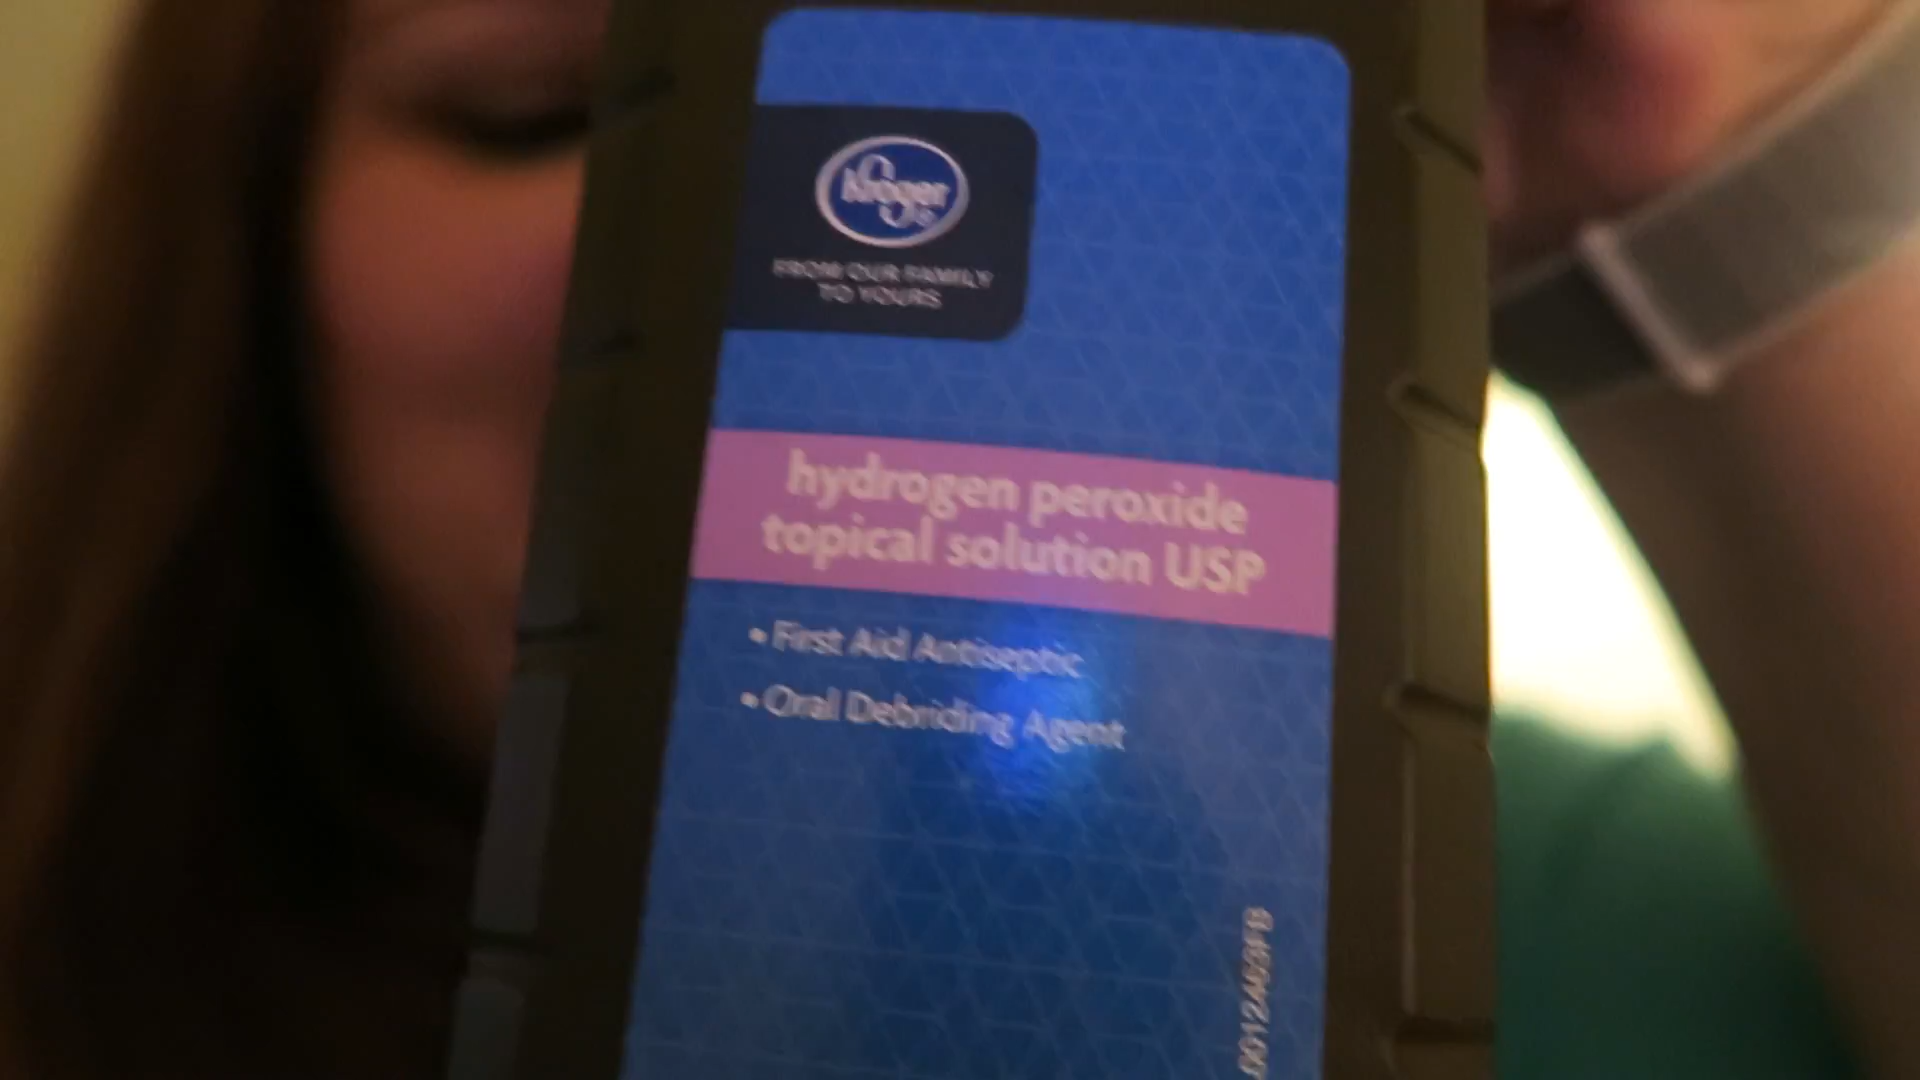 Kroger
FROM OUR FAMILY
TO YOURS
hydrogen peroxide
topical solution USP
• First Aid Antiseptic
• Oral Debriding Agent